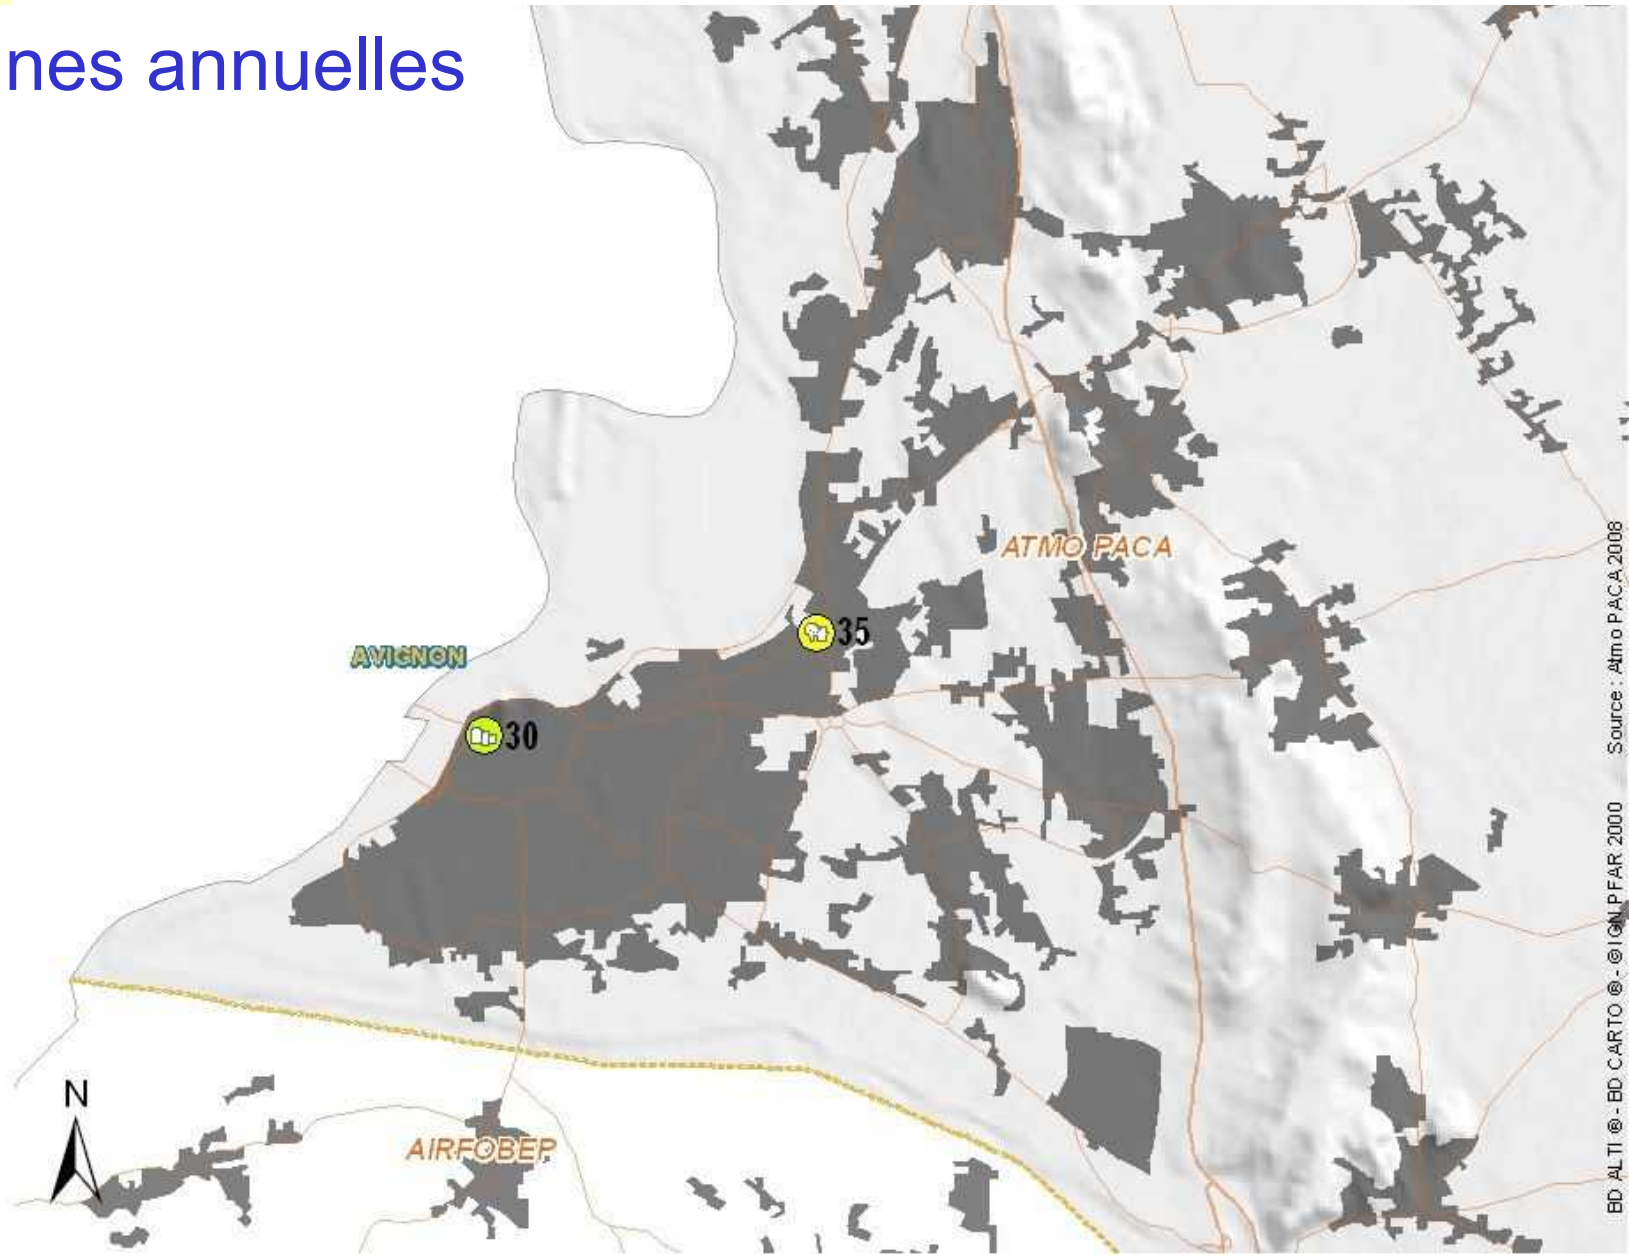 nes annuelles
ATMO PACA
35
AVIGNON
30
N
AIRFOBEP
BD ALTI ® - BD CARTO ® - © IGN PFAR 2000 Source : Atmo PACA 2008